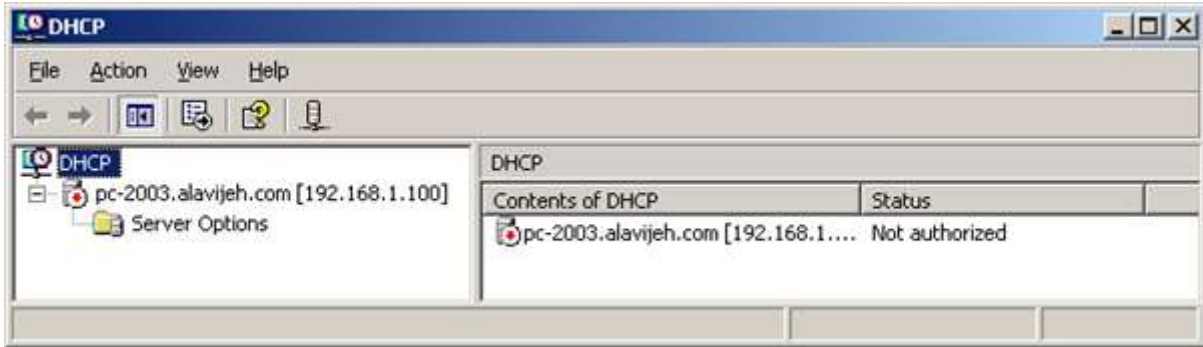 DHCP
File Action View Help
DHCP
pc-2003.alavijeh.com [192.168.1.100]
Server Options
DHCP
Contents of DHCP Status
pc-2003.alavijeh.com [192.168.1.... Not authorized